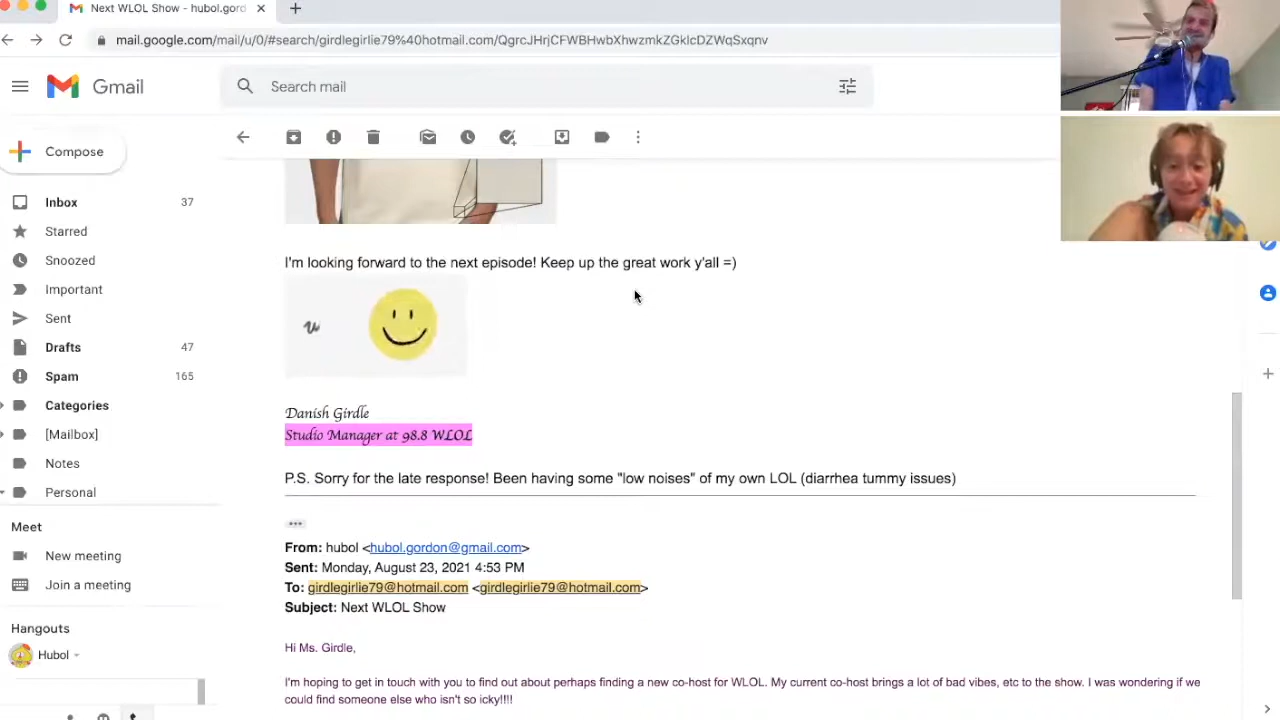 Next WLOL Show - hubol.gord
mail.google.com/mail/u/0/#search/girdlegirlie79%40hotmail.com/QgrcJHrjCFWBHwbXhwzmkZGklcDZWqSxqnv
Gmail
Search mail
Compose
Inbox 37
Starred
Snoozed
Important
Sent
Drafts 47
Spam 165
Categories
[Mailbox]
Notes
Personal
Meet
New meeting
Join a meeting
Hangouts
Hubol
I'm looking forward to the next episode! Keep up the great work y'all =)
u
Danish Girdle
Studio Manager at 98.8 WLOL
P.S. Sorry for the late response! Been having some "low noises" of my own LOL (diarrhea tummy issues)
From: hubol <hubol.gordon@gmail.com>
Sent: Monday, August 23, 2021 4:53 PM
To: girdlegirlie79@hotmail.com <girdlegirlie79@hotmail.com>
Subject: Next WLOL Show
Hi Ms. Girdle,
I'm hoping to get in touch with you to find out about perhaps finding a new co-host for WLOL. My current co-host brings a lot of bad vibes, etc to the show. I was wondering if we
could find someone else who isn't so icky!!!!